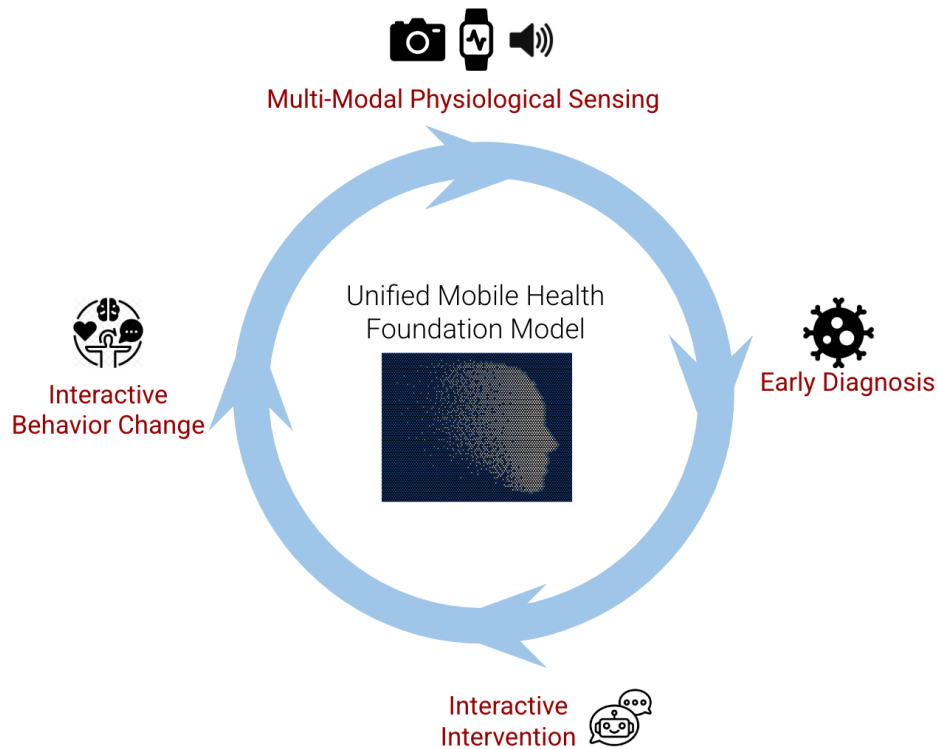 Multi-Modal Physiological Sensing
Unified Mobile Health
Foundation Model
Early Diagnosis
Interactive
Behavior Change
Interactive
Intervention